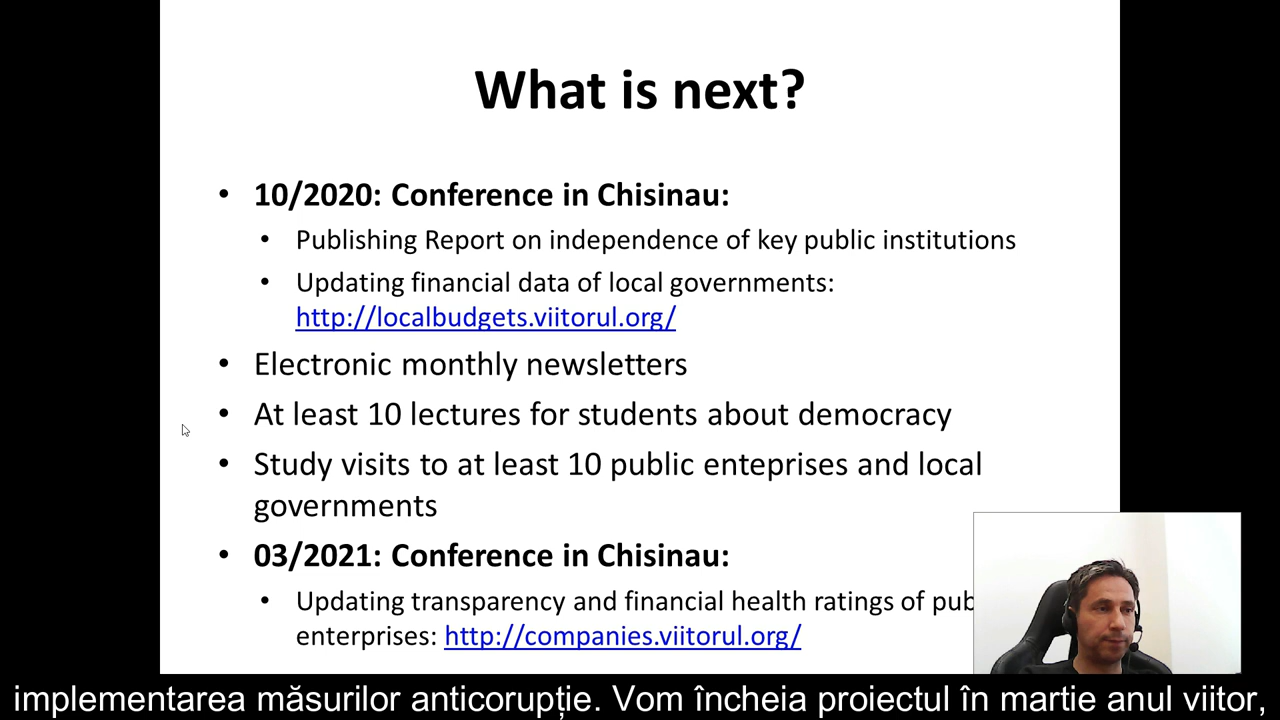 What is next?
• 10/2020: Conference in Chisinau:
• Publishing Report on independence of key public institutions
• Updating financial data of local governments:
http://localbudgets.viitorul.org/
• Electronic monthly newsletters
• At least 10 lectures for students about democracy
• Study visits to at least 10 public enteprises and local
governments
• 03/2021: Conference in Chisinau:
• Updating transparency and financial health ratings of
enterprises: http://companies.viitorul.org/
implementarea măsurilor anticorupție. Vom încheia proiectul în martie anul viitor,